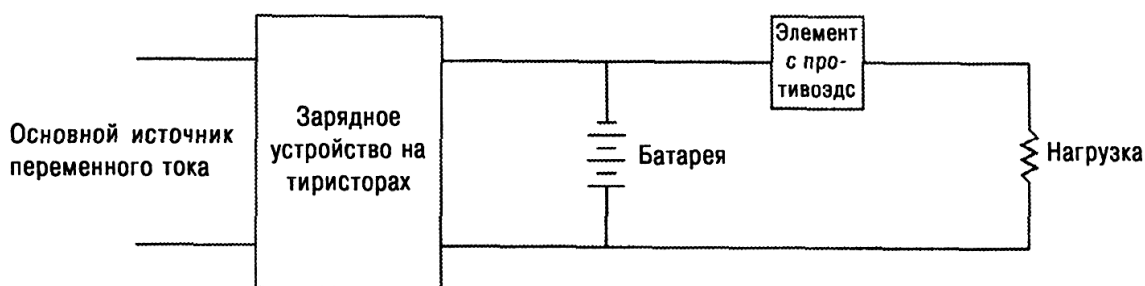 Основной источник
переменного тока
Зарядное
устройство на
тиристорах
Батарея
Элемент
с про-
тивоэдс
Нагрузка